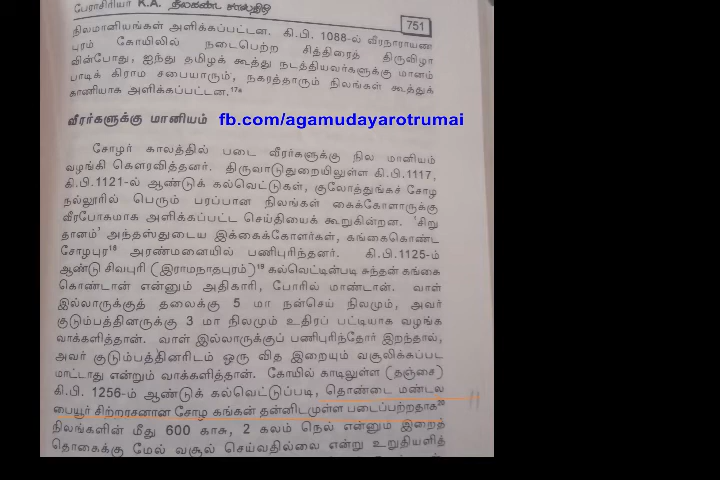 பேராசிரியர் K.A. நீலகண்ட சாஸ்திரி
751
நிலமானியங்கள் அளிக்கப்பட்டன. கி.பி. 1088-ல் வீரநாராயண
புரம் கோயிலில் நடைபெற்ற சித்திரைத் திருவிழா
வின்போது, ஐந்து தமிழக் கூத்து நடத்தியவர்களுக்கு மானம்
பாடிக் கிராம சபையாரும், நகரத்தாரும் நிலங்கள் கூத்துக்
காணியாக அளிக்கப்பட்டன.
வீரர்களுக்கு மானியம் fb.com/agamudayarotrumai
சோழர் காலத்தில் படை வீரர்களுக்கு நில மானியம்
வழங்கி கௌரவித்தனர். திருவாடுதுறையிலுள்ள கி.பி.1117,
கி.பி.1121-ல் ஆண்டுக் கல்வெட்டுகள், குலோத்துங்கச் சோழ
நல்லூரில் பெரும் பரப்பான நிலங்கள் கைக்கோளாருக்கு
வீரபோகமாக அளிக்கப்பட்ட செய்தியைக் கூறுகின்றன. 'சிறு
தானம்' அந்தஸ்துடைய இக்கைக்கோளர்கள், கங்கைகொண்ட
சோழபுர18 அரண்மனையில் பணிபுரிந்தனர். கி.பி.1125-ம்
ஆண்டு சிவபுரி (இராமநாதபுரம்)19 கல்வெட்டின்படி சுந்தன் கங்கை
கொண்டான் என்னும் அதிகாரி, போரில் மாண்டான். வாள்
இல்லாருக்குத் தலைக்கு 5 மா நன்செய் நிலமும், அவர்
குடும்பத்தினருக்கு 3 மா நிலமும் உதிரப் பட்டியாக வழங்க
வாக்களித்தான். வாள் இல்லாருக்குப் பணிபுரிந்தோர் இறந்தால்,
அவர் குடும்பத்தினரிடம் ஒரு வித இறையும் வசூலிக்கப்பட
மாட்டாது என்றும் வாக்களித்தான். கோயில் காடிலுள்ள (தஞ்சை)
கி.பி. 1256-ம் ஆண்டுக் கல்வெட்டுப்படி, தொண்டை மண்டல
பையூர் சிற்றரசனான சோழ கங்கன் தன்னிடமுள்ள படைப்பற்றதாக20
நிலங்களின் மீது 600 காசு, 2 கலம் நெல் என்னும் இறைத்
தொகைக்கு மேல் வசூல் செய்வதில்லை என்று உறுதியளித்